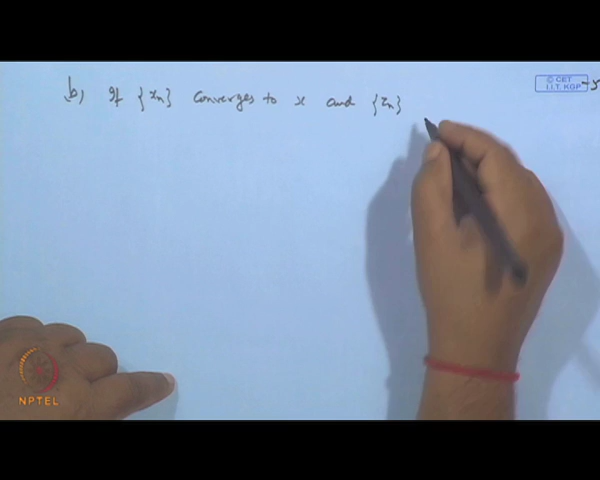 b) If {xn} converges to x and {zn}
© CET
I.I.T. KGP
NPTEL